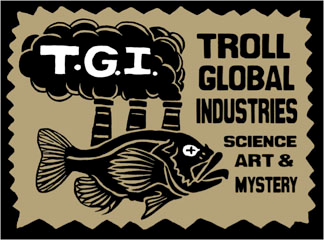 T.G.I.
TROLL
GLOBAL
INDUSTRIES
SCIENCE
ART &
MYSTERY